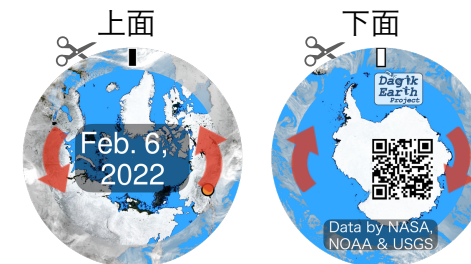 上面
下面
Feb. 6,
2022
Dagik
Earth
Project
Data by NASA,
NOAA & USGS